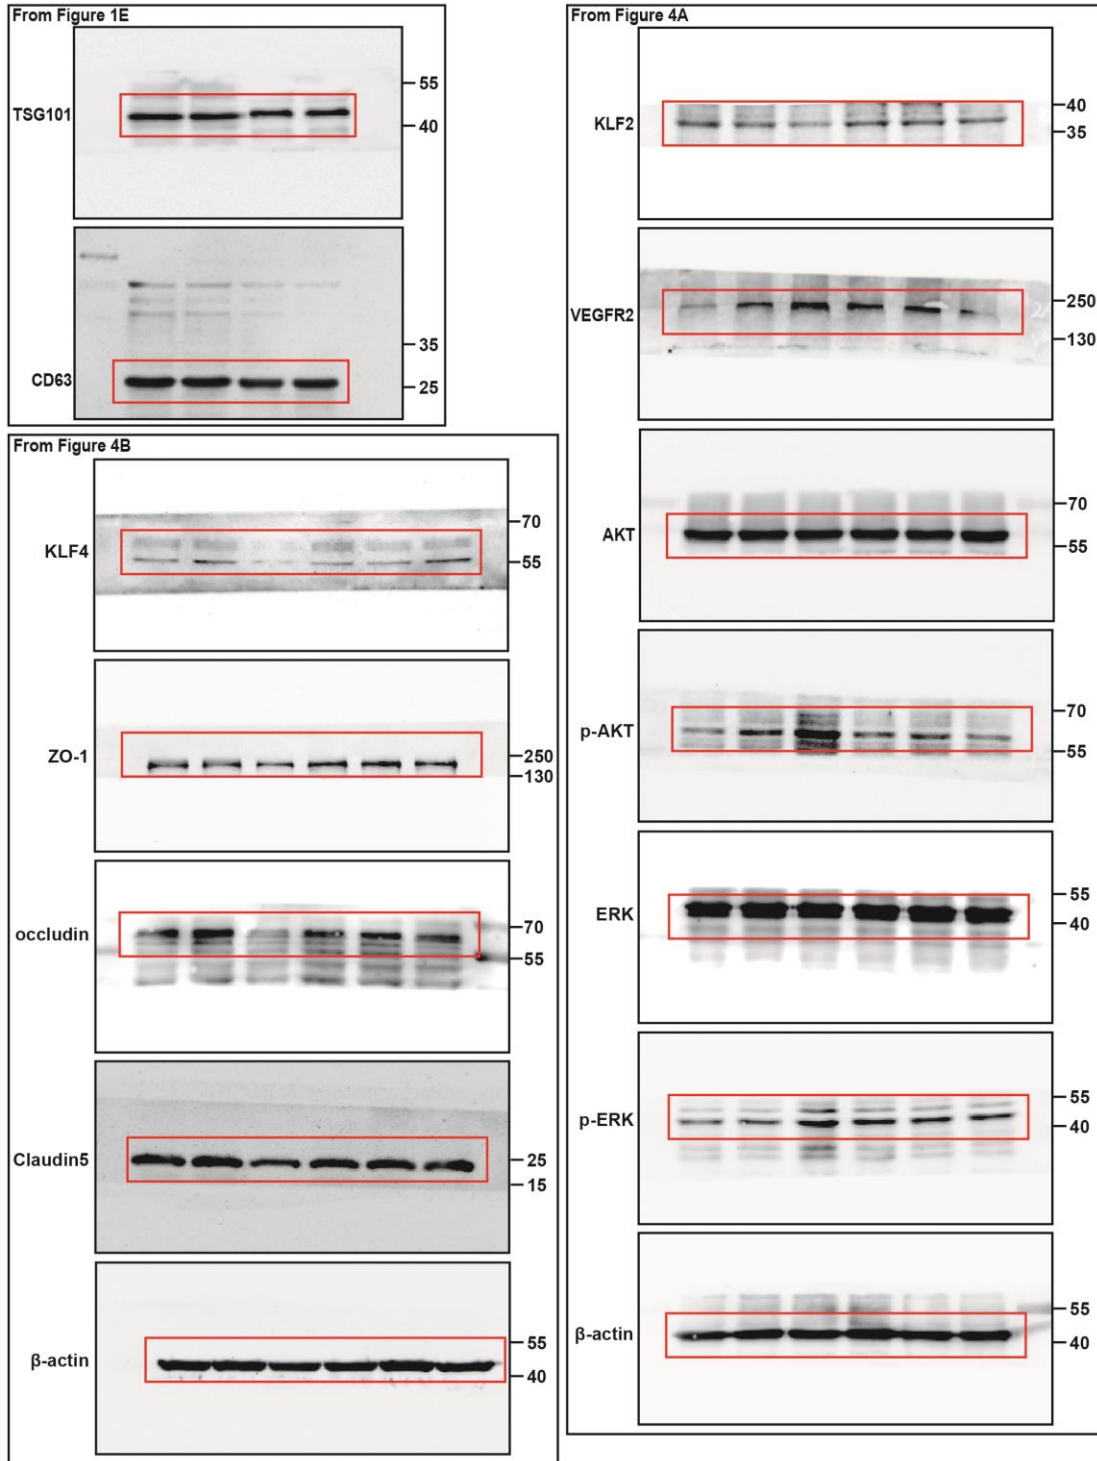 From Figure 1E
TSG101
55
40
CD63
35
25
From Figure 4B
KLF4
70
55
ZO-1
250
130
occludin
70
55
Claudin5
25
15
β-actin
55
40
From Figure 4A
KLF2
40
35
VEGFR2
250
130
AKT
70
55
p-AKT
70
55
ERK
55
40
p-ERK
55
40
β-actin
55
40